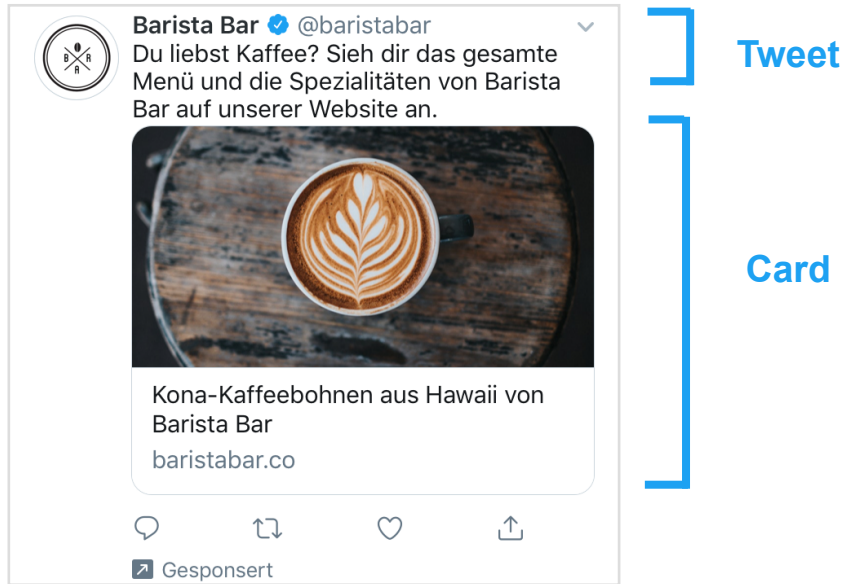 Barista Bar @baristabar
Du liebst Kaffee? Sieh dir das gesamte
Menü und die Spezialitäten von Barista
Bar auf unserer Website an.
B R
A
Kona-Kaffeebohnen aus Hawaii von
Barista Bar
baristabar.co
Gesponsert
Tweet
Card